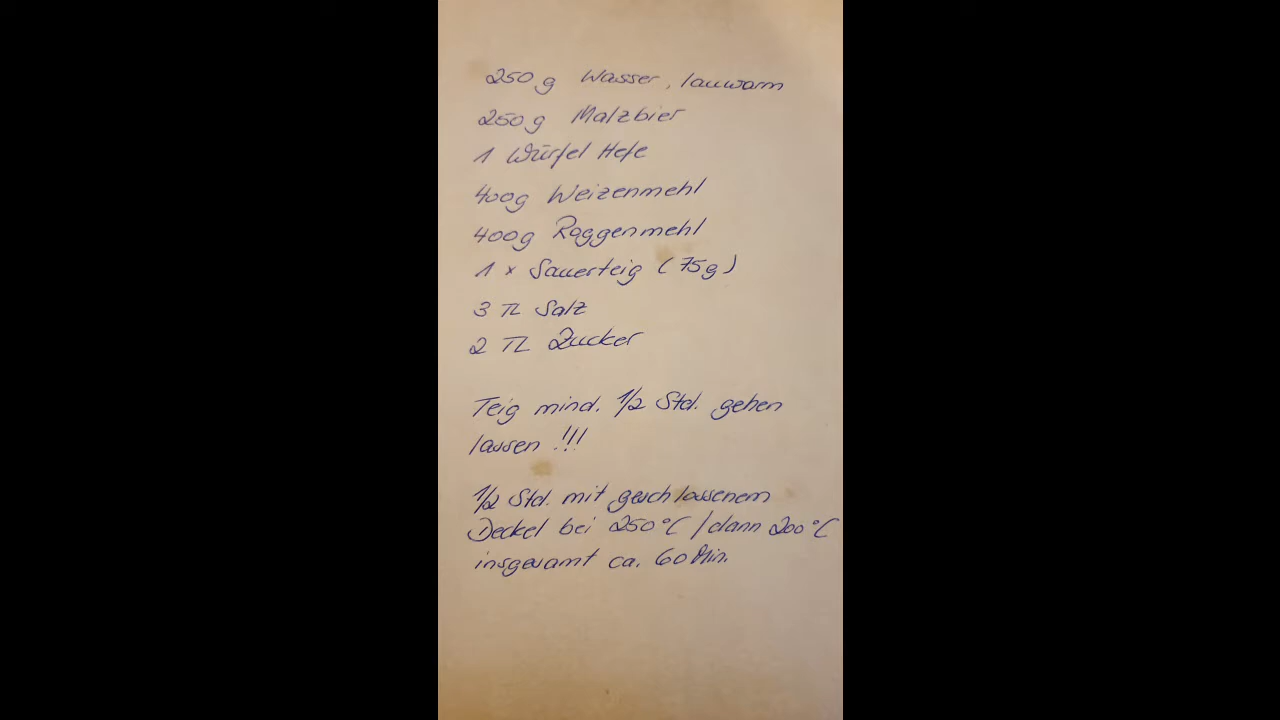 250 g Wasser, lauwarm
250 g Malzbier
1 Würfel Hefe
400g Weizenmehl
400g Roggenmehl
1 x Sauerteig (75g)
3 TL Salz
2 TL Zucker
Teig mind. 1/2 Std. gehen
lassen !!!
1/2 Std. mit geschlossenem
Deckel bei 250°C / dann 200°C
insgesamt ca. 60 Min.